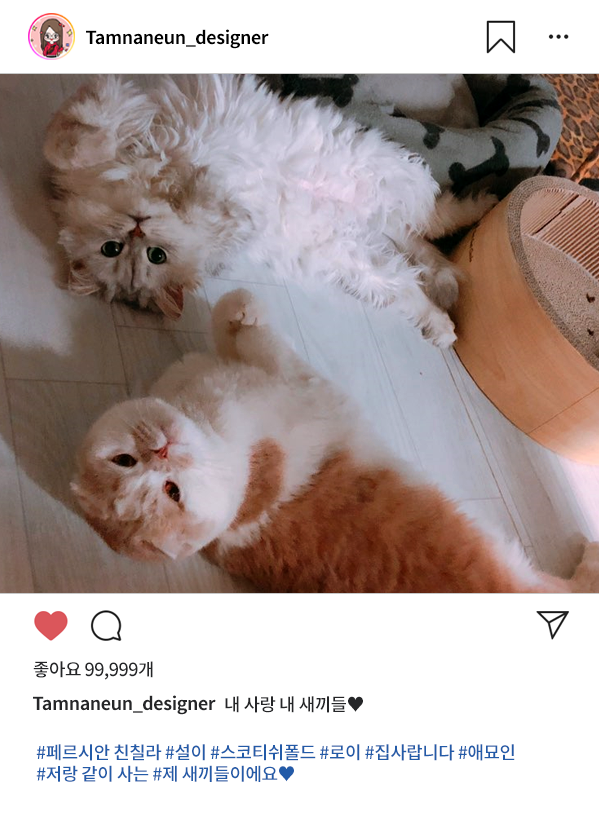 Tamnaneun_designer
좋아요 99,999개
Tamnaneun_designer 내 사랑 내 새끼들♥
#페르시안 친칠라 #설이 #스코티쉬폴드 #로이 #집사랍니다 #애묘인
#저랑 같이 사는 #제 새끼들이에요♥